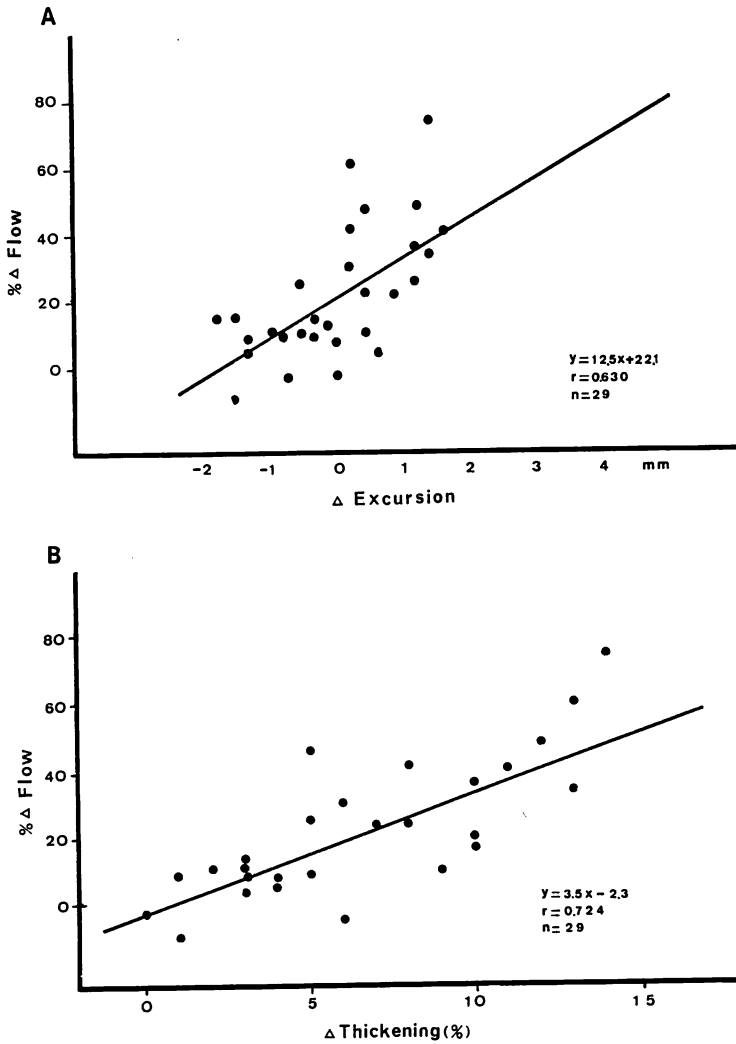 A
80
60
40
20
0
% Δ Flow
y=12.5x+22.1
r=0.630
n=29
-2 -1 0 1 2 3 4 mm
Δ Excursion
B
80
60
40
20
0
% Δ Flow
y=3.5x-2.3
r=0.724
n=29
0 5 10 15
Δ Thickening(%)